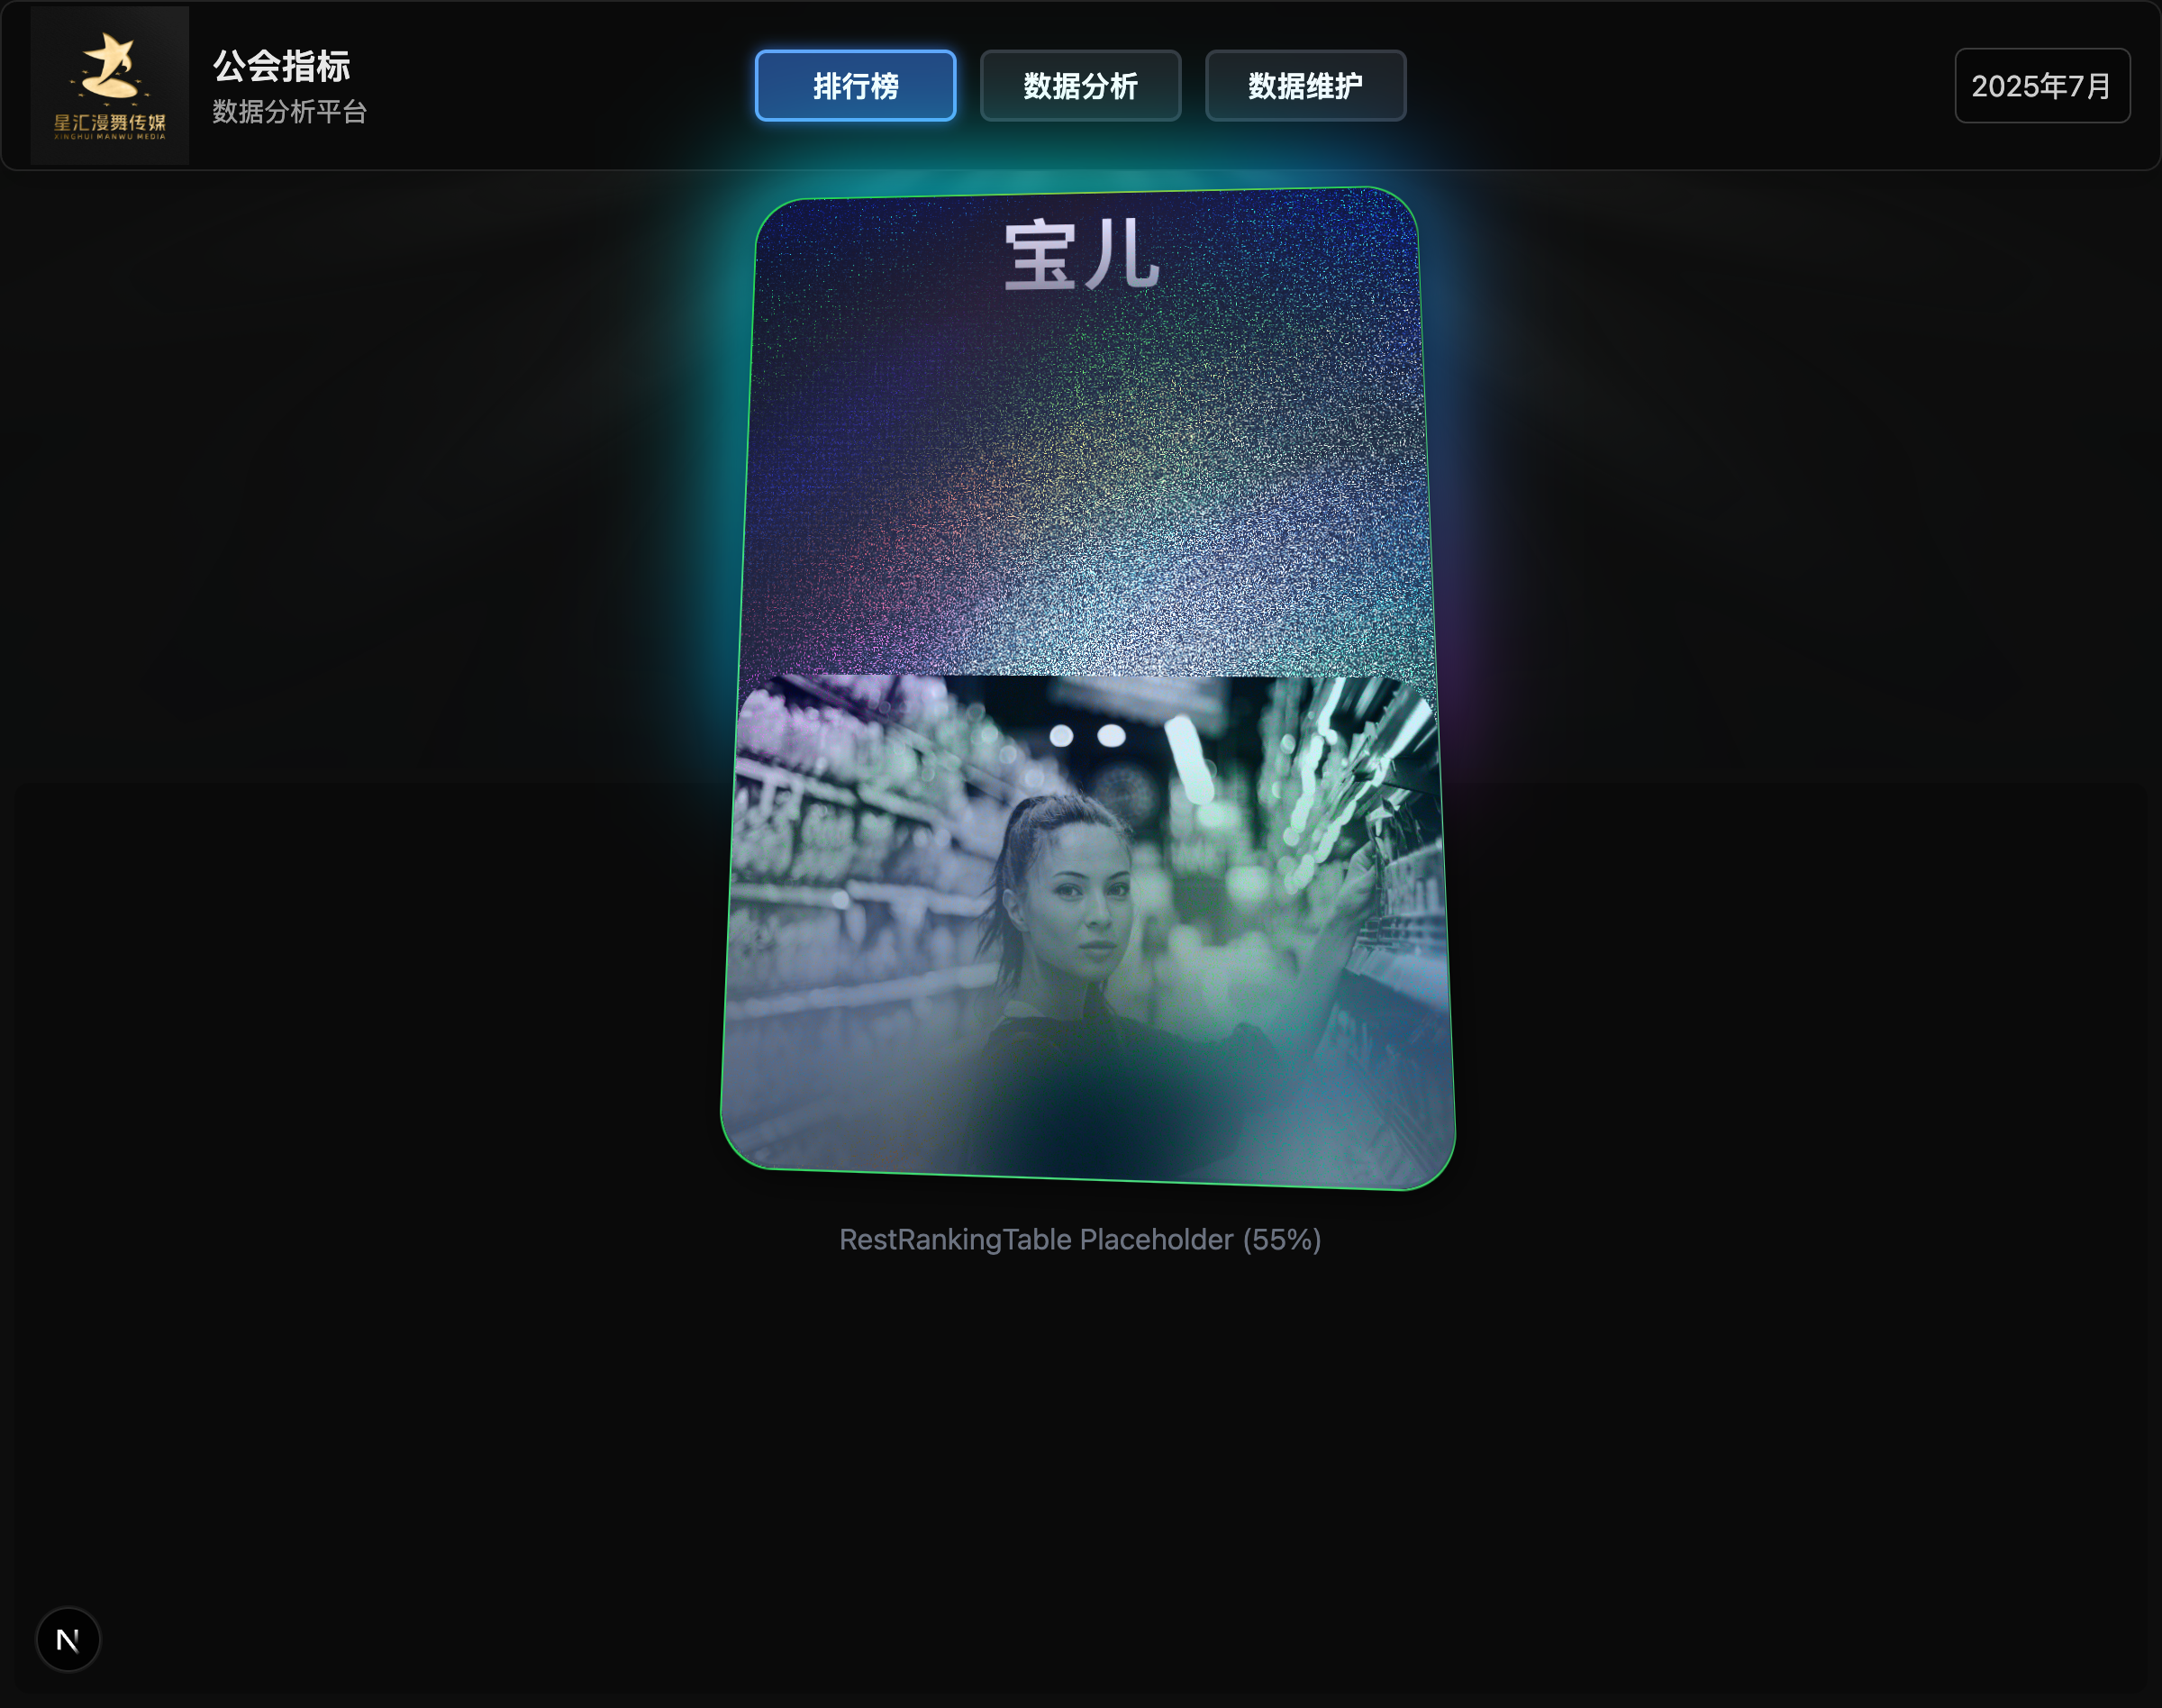 星汇漫舞传媒
XINGHUI MANWU MEDIA
公会指标
数据分析平台
排行榜
数据分析
数据维护
2025年7月
宝儿
RestRankingTable Placeholder (55%)
N